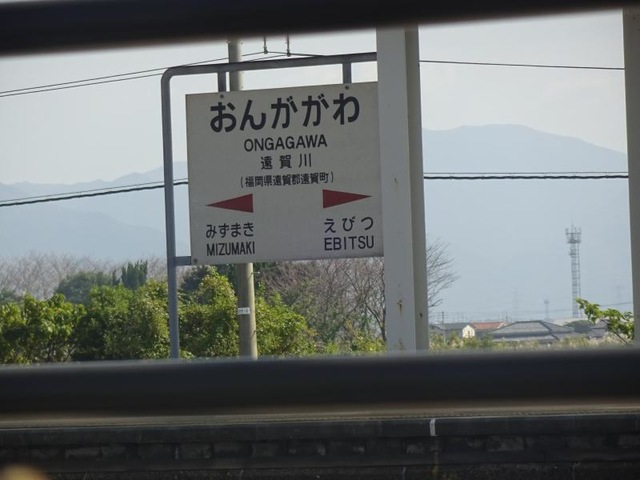 おんががわ
ONGAGAWA
遠賀川
(福岡県遠賀郡遠賀町)
みずまき えびつ
MIZUMAKI EBITSU